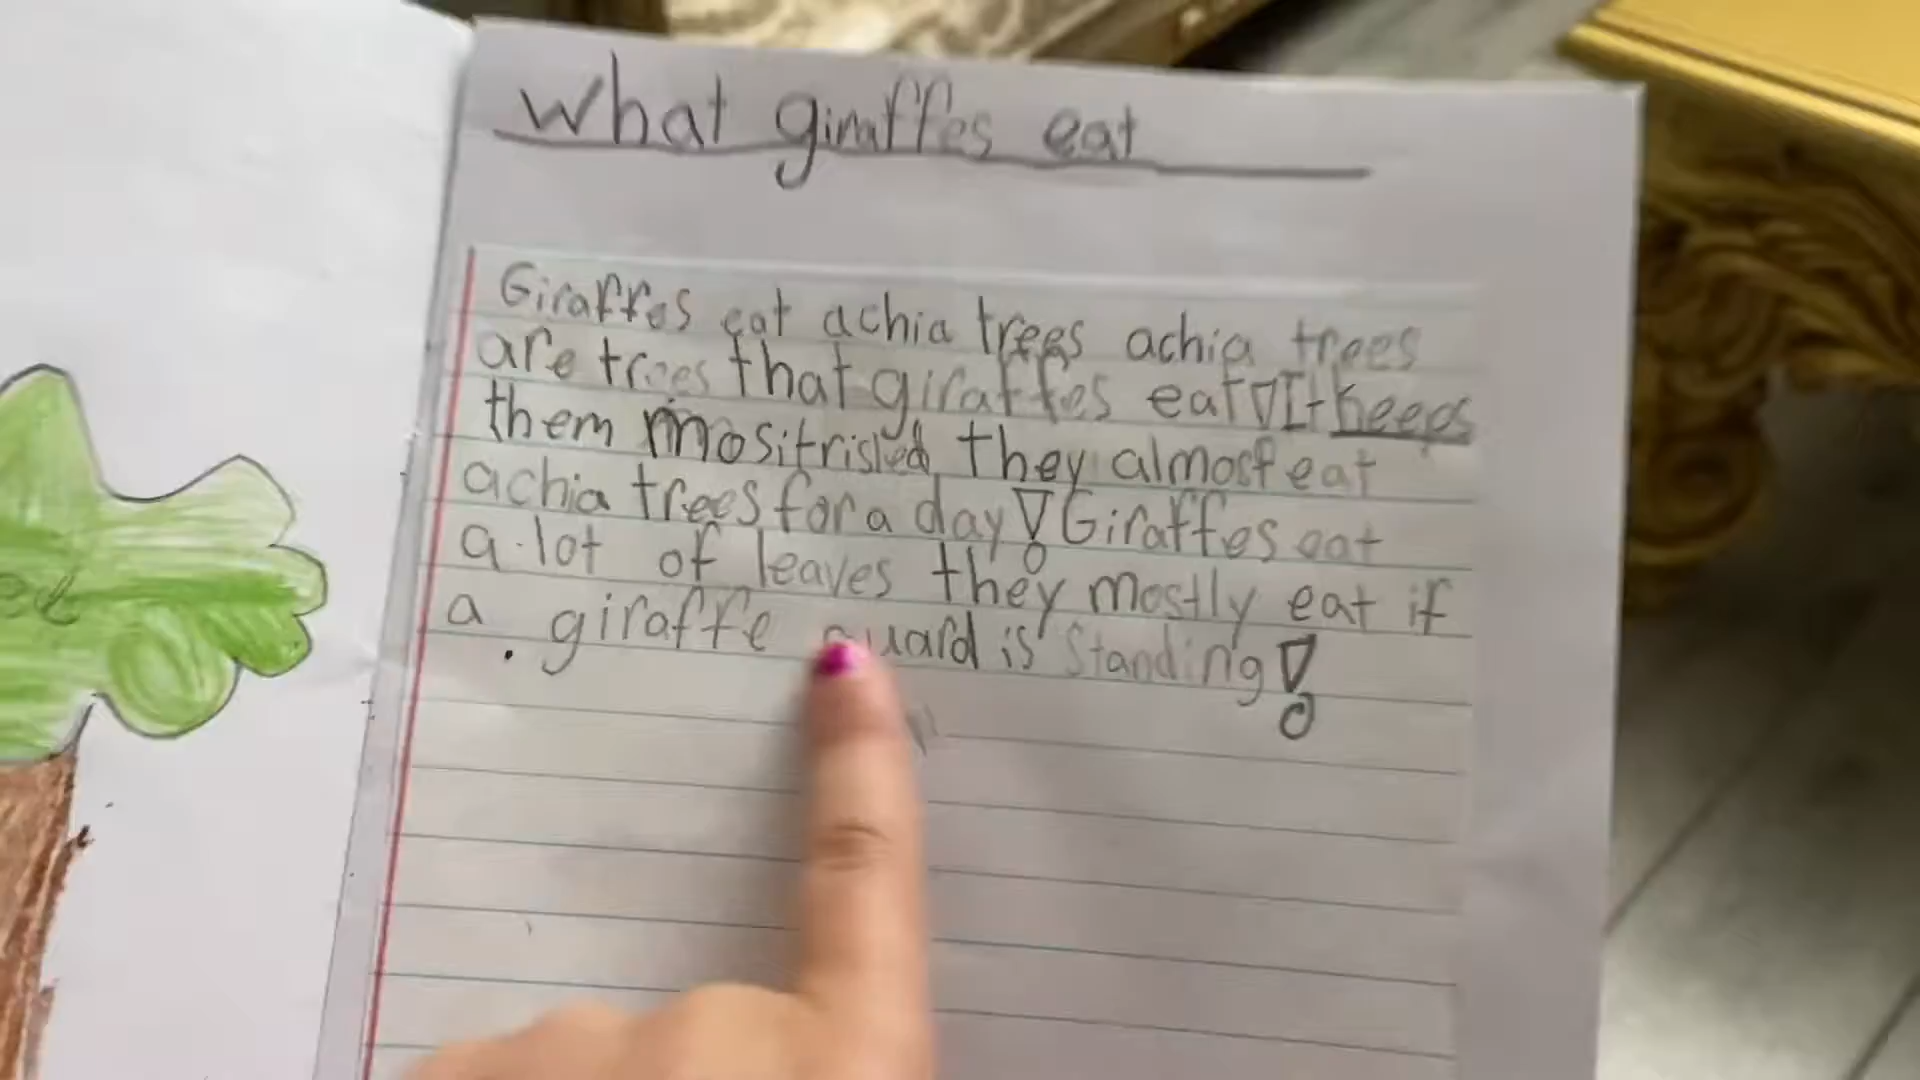 What giraffes eat
Giraffes eat achia trees achia trees
are trees that giraffes eat! It keeps
them mositrisled they almost eat
achia trees for a day! Giraffes eat
a lot of leaves they mostly eat if
a giraffe guard is standing!